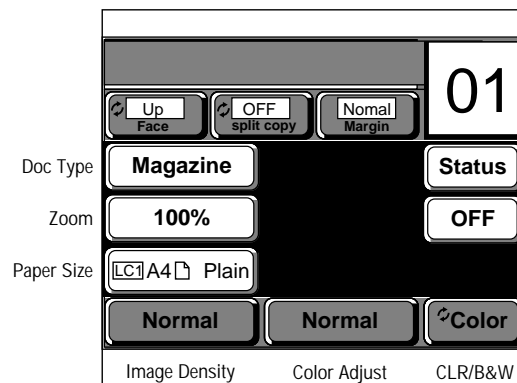 01
Up OFF Nomal
Face split copy Margin
Doc Type Magazine Status
Zoom 100% OFF
Paper Size LC1 A4 Plain
Normal Normal Color
Image Density Color Adjust CLR/B&W